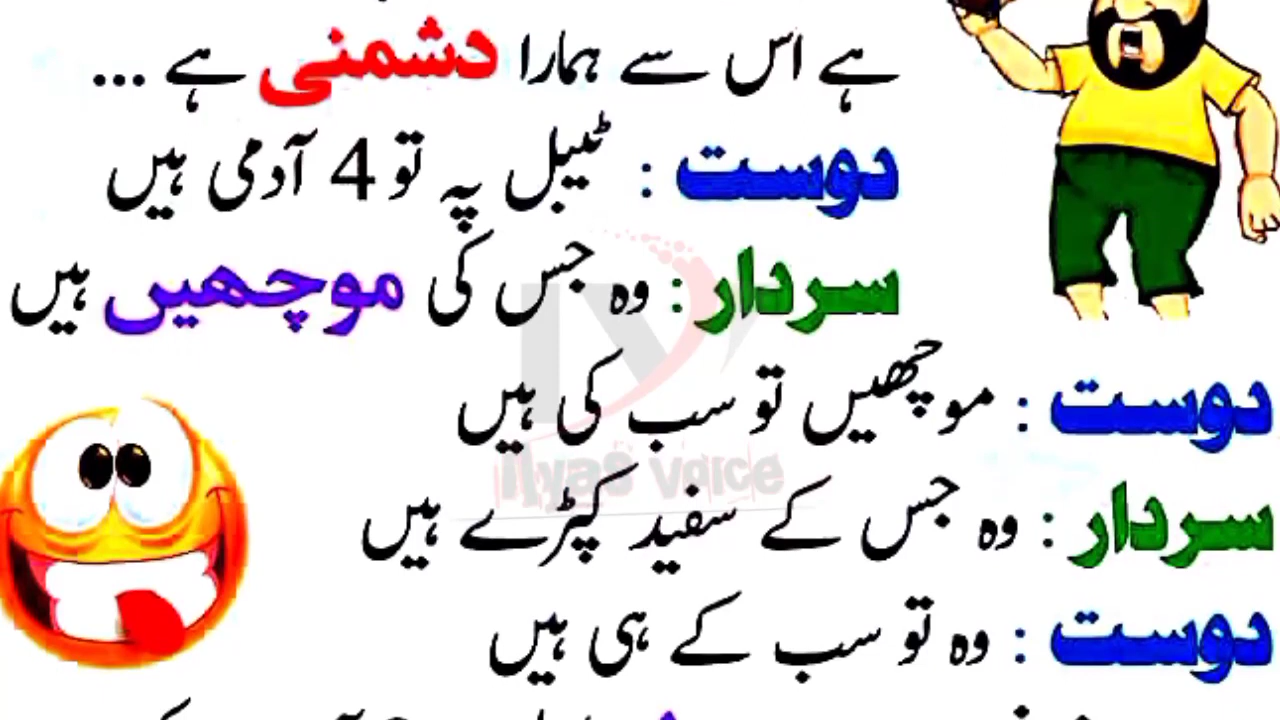 ہے اس سے ہمارا دشمنی ہے ...
دوست : ٹیبل پہ تو 4 آدمی ہیں
سردار : وہ جس کی موچھیں ہیں
دوست : موچھیں تو سب کی ہیں
سردار : وہ جس کے سفید کپڑے ہیں
دوست : وہ تو سب کے ہی ہیں
Ilyas voice